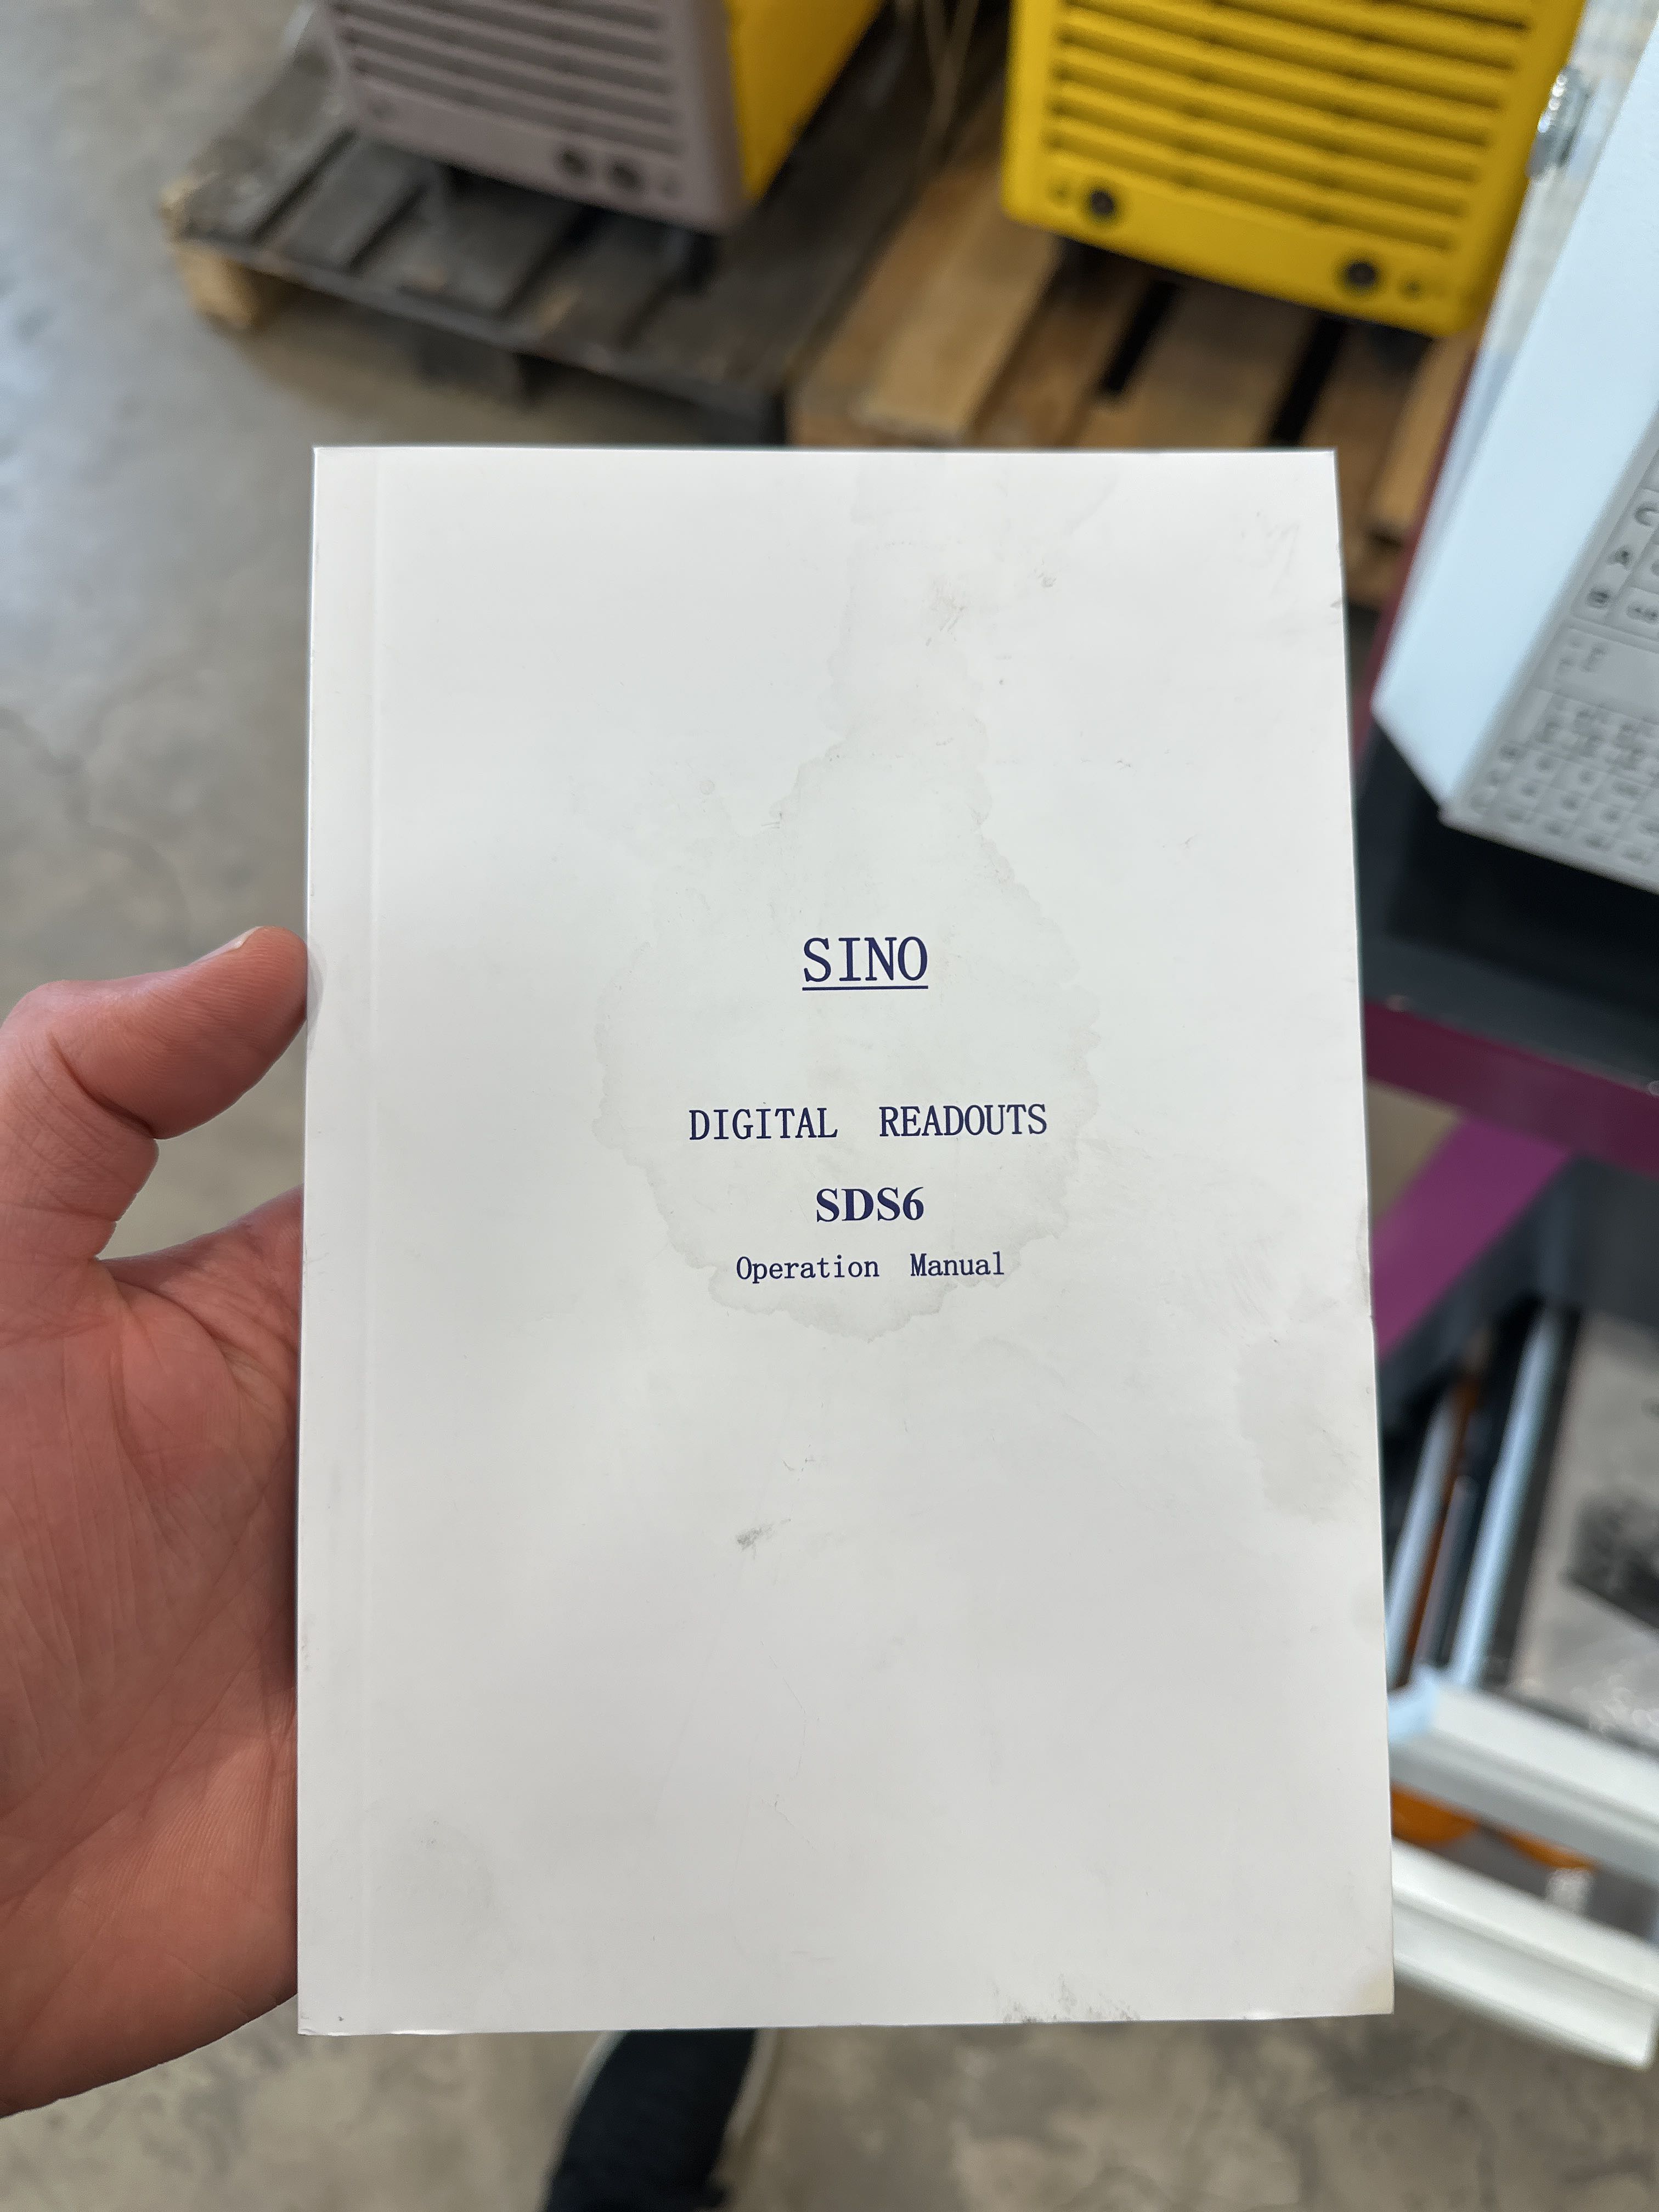 SINO
DIGITAL READOUTS
SDS6
Operation Manual